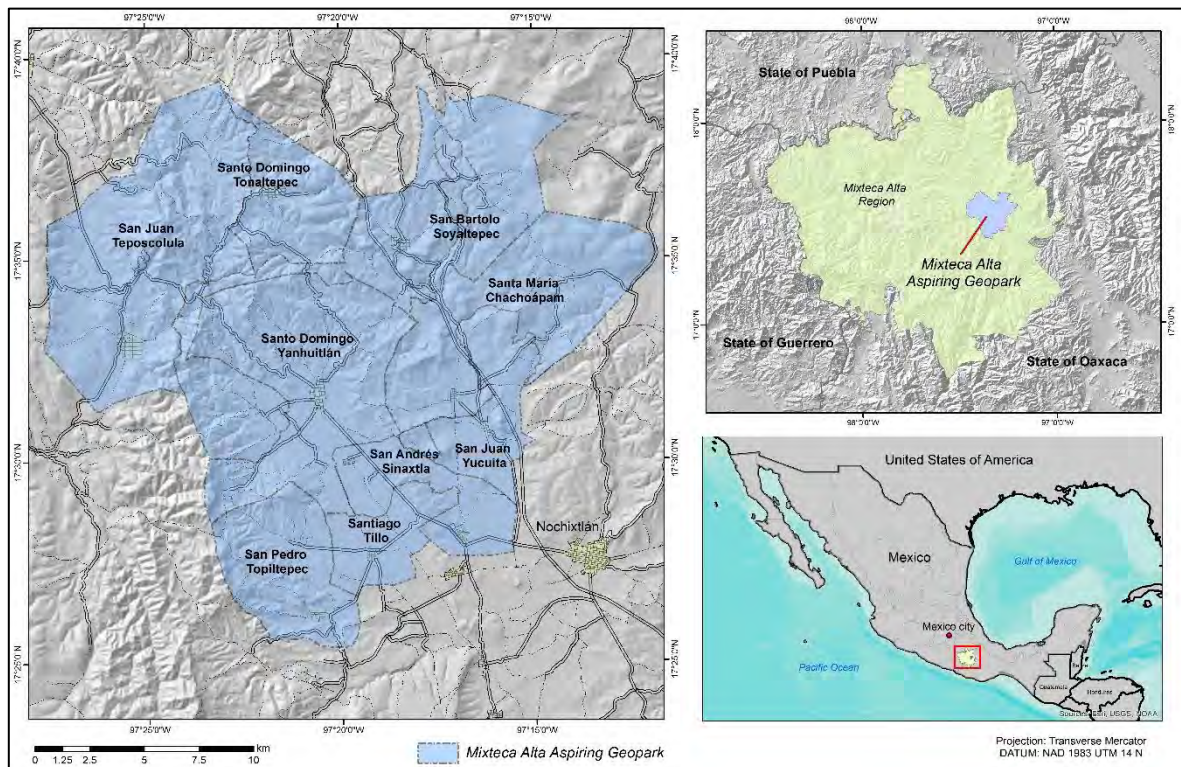 97°25'0"W
97°20'0"W
97°15'0"W
17°40'0"N
17°40'0"N
Santo Domingo
Tonaltepec
San Juan
Teposcolula
San Bartolo
Soyaltepec
17°35'0"N
17°35'0"N
Santa Maria
Chachoápam
Santo Domingo
Yanhuitlán
17°30'0"N
17°30'0"N
San Andrés
Sinaxtla
San Juan
Yucuita
Nochixtlán
Santiago
Tillo
San Pedro
Topiltepec
17°25'0"N
17°25'0"N
97°25'0"W
97°20'0"W
97°15'0"W
0 1.25 2.5 5 7.5 10
km
Mixteca Alta Aspiring Geopark
98°0'0"W
97°0'0"W
State of Puebla
18°0'0"N
18°0'0"N
Mixteca Alta
Region
Mixteca Alta
Aspiring Geopark
17°0'0"N
17°0'0"N
State of Guerrero
State of Oaxaca
98°0'0"W
97°0'0"W
United States of America
Mexico
Gulf of Mexico
Mexico city
Pacific Ocean
Guatemala
Honduras
USGS, NOAA
Projection: Transverse Mercator
DATUM: NAD 1983 UTM 14 N